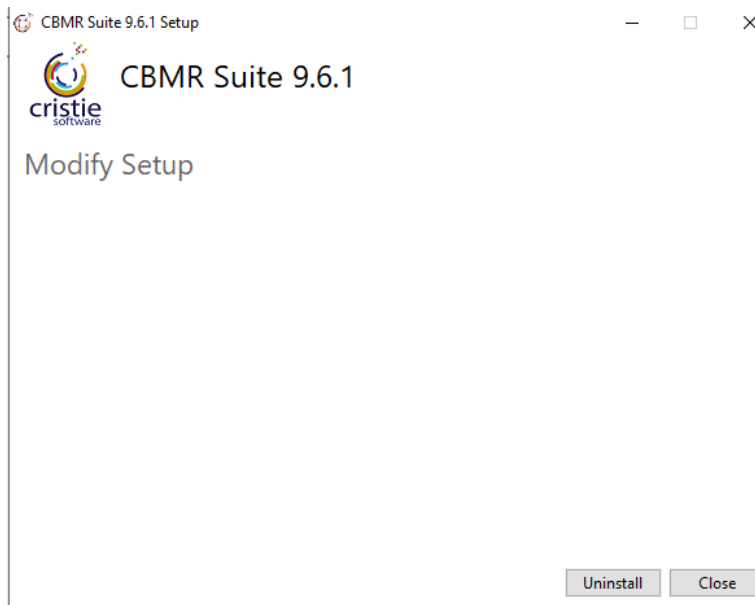 CBMR Suite 9.6.1 Setup
CBMR Suite 9.6.1
cristie
software
Modify Setup
Uninstall
Close